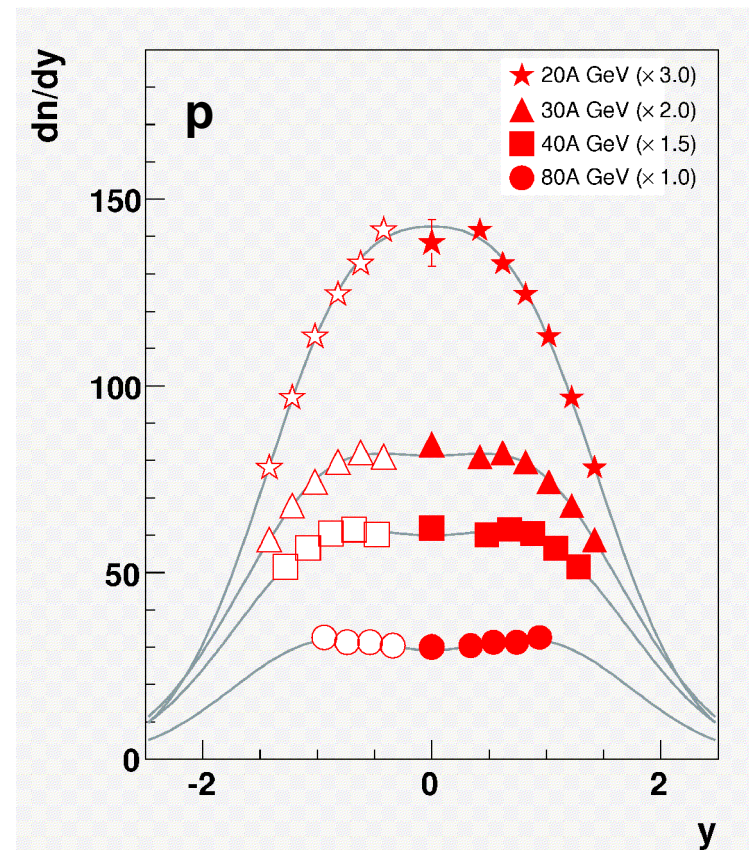 dn/dy
p
20A GeV (× 3.0)
30A GeV (× 2.0)
40A GeV (× 1.5)
80A GeV (× 1.0)
150
100
50
0
-2
0
2
y